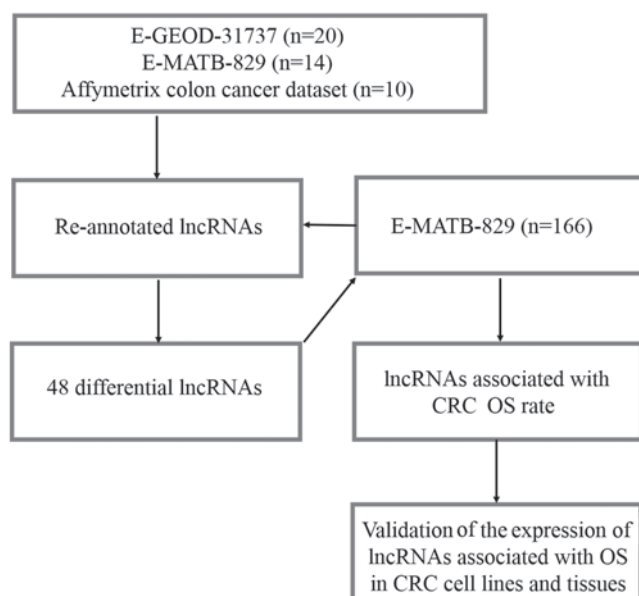 E-GEOD-31737 (n=20)
E-MATB-829 (n=14)
Affymetrix colon cancer dataset (n=10)
Re-annotated lncRNAs
E-MATB-829 (n=166)
48 differential lncRNAs
lncRNAs associated with
CRC OS rate
Validation of the expression of
lncRNAs associated with OS
in CRC cell lines and tissues